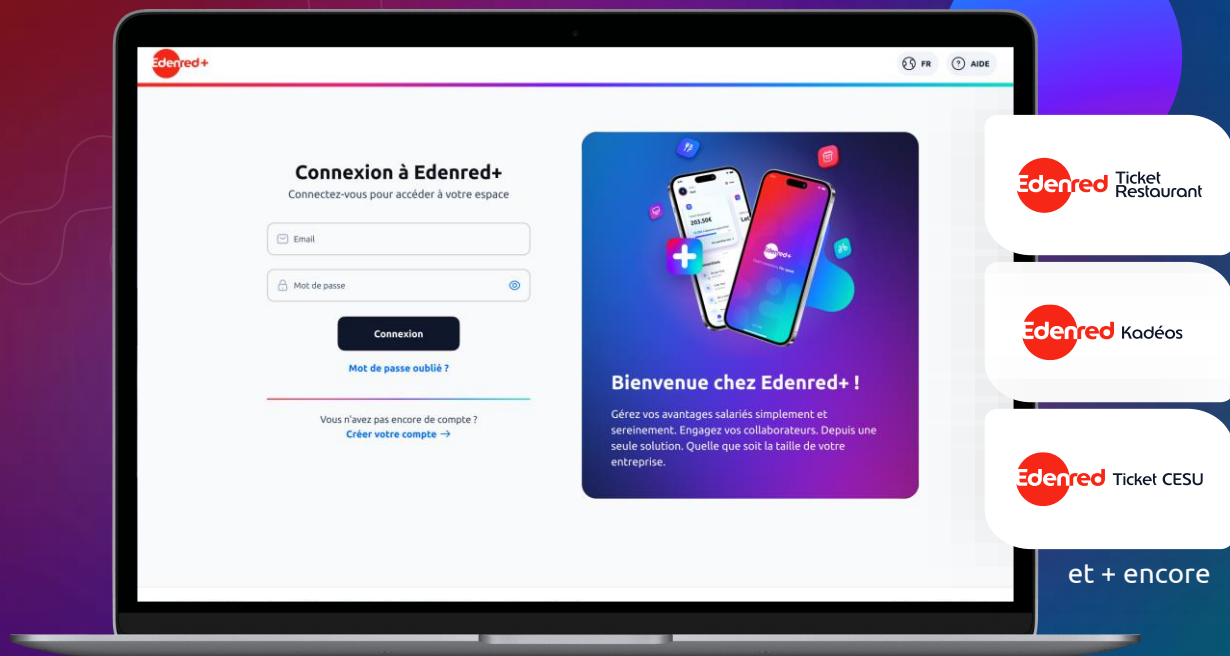 Edenred+
FR
AIDE
Connexion à Edenred+
Connectez-vous pour accéder à votre espace
Email
Mot de passe
Connexion
Mot de passe oublié ?
Vous n'avez pas encore de compte ?
Créer votre compte →
203,50€
Edenred+
Bienvenue chez Edenred+ !
Gérez vos avantages salariés simplement et
sereinement. Engagez vos collaborateurs. Depuis une
seule solution. Quelle que soit la taille de votre
entreprise.
Edenred Ticket
Restaurant
Edenred Kadéos
Edenred Ticket CESU
et + encore